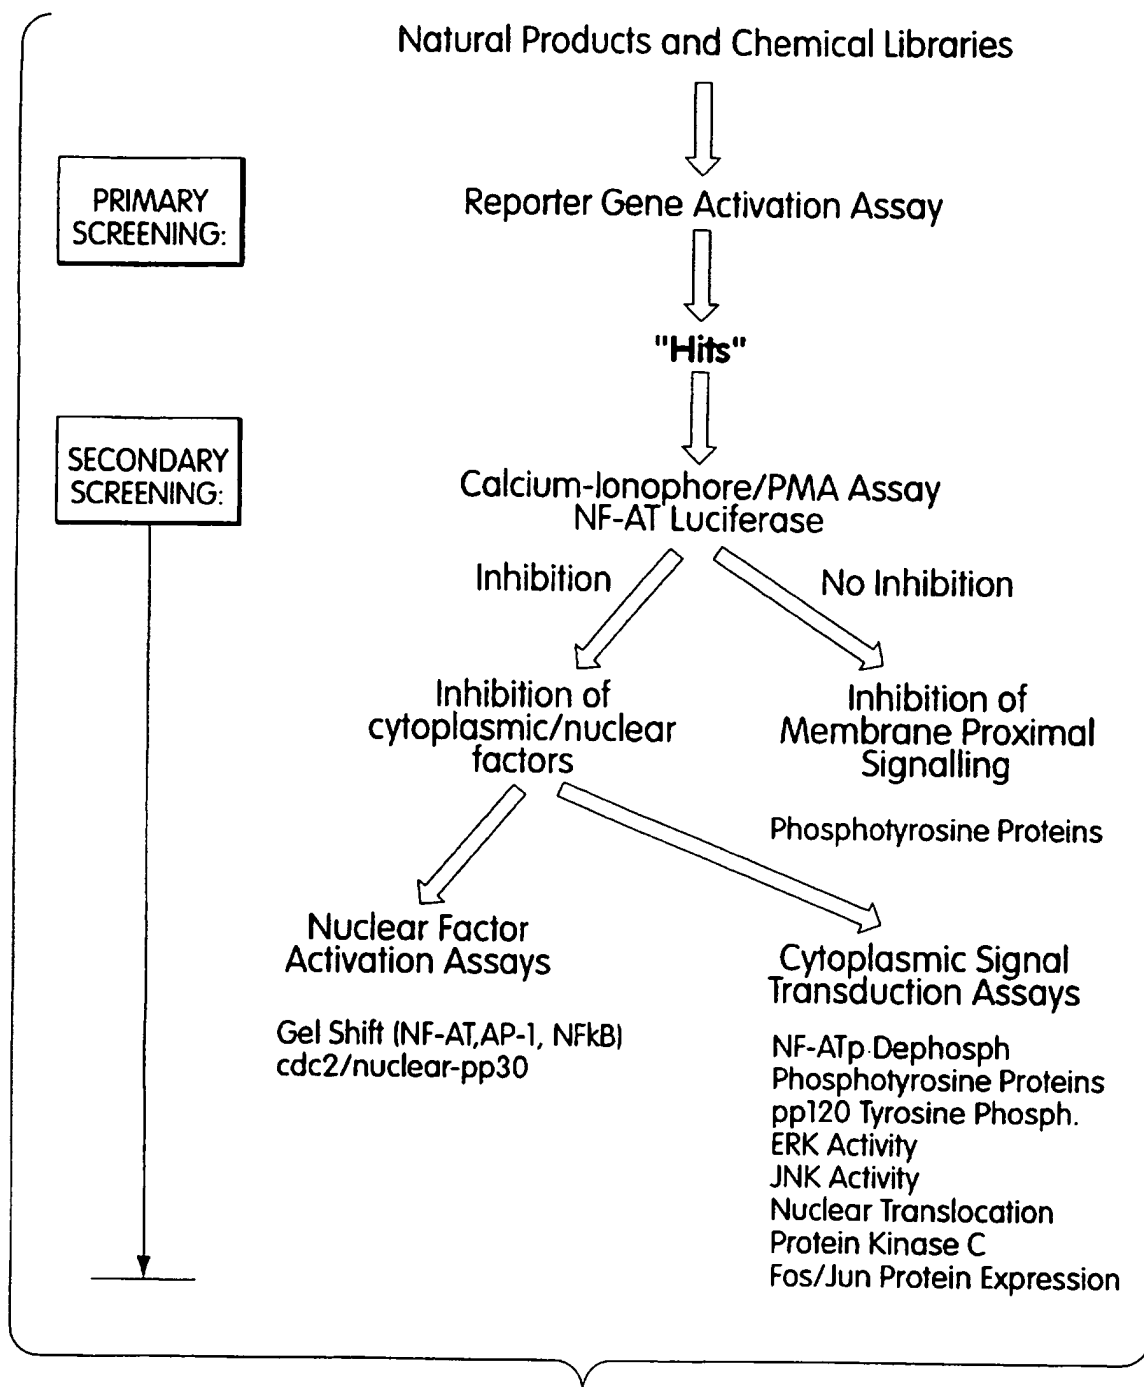 Natural Products and Chemical Libraries
PRIMARY
SCREENING:
Reporter Gene Activation Assay
"Hits"
SECONDARY
SCREENING:
Calcium-Ionophore/PMA Assay
NF-AT Luciferase
Inhibition
No Inhibition
Inhibition of
cytoplasmic/nuclear
factors
Inhibition of
Membrane Proximal
Signalling
Phosphotyrosine Proteins
Nuclear Factor
Activation Assays
Gel Shift (NF-AT,AP-1, NFkB)
cdc2/nuclear-pp30
Cytoplasmic Signal
Transduction Assays
NF-ATp Dephosph
Phosphotyrosine Proteins
pp120 Tyrosine Phosph.
ERK Activity
JNK Activity
Nuclear Translocation
Protein Kinase C
Fos/Jun Protein Expression